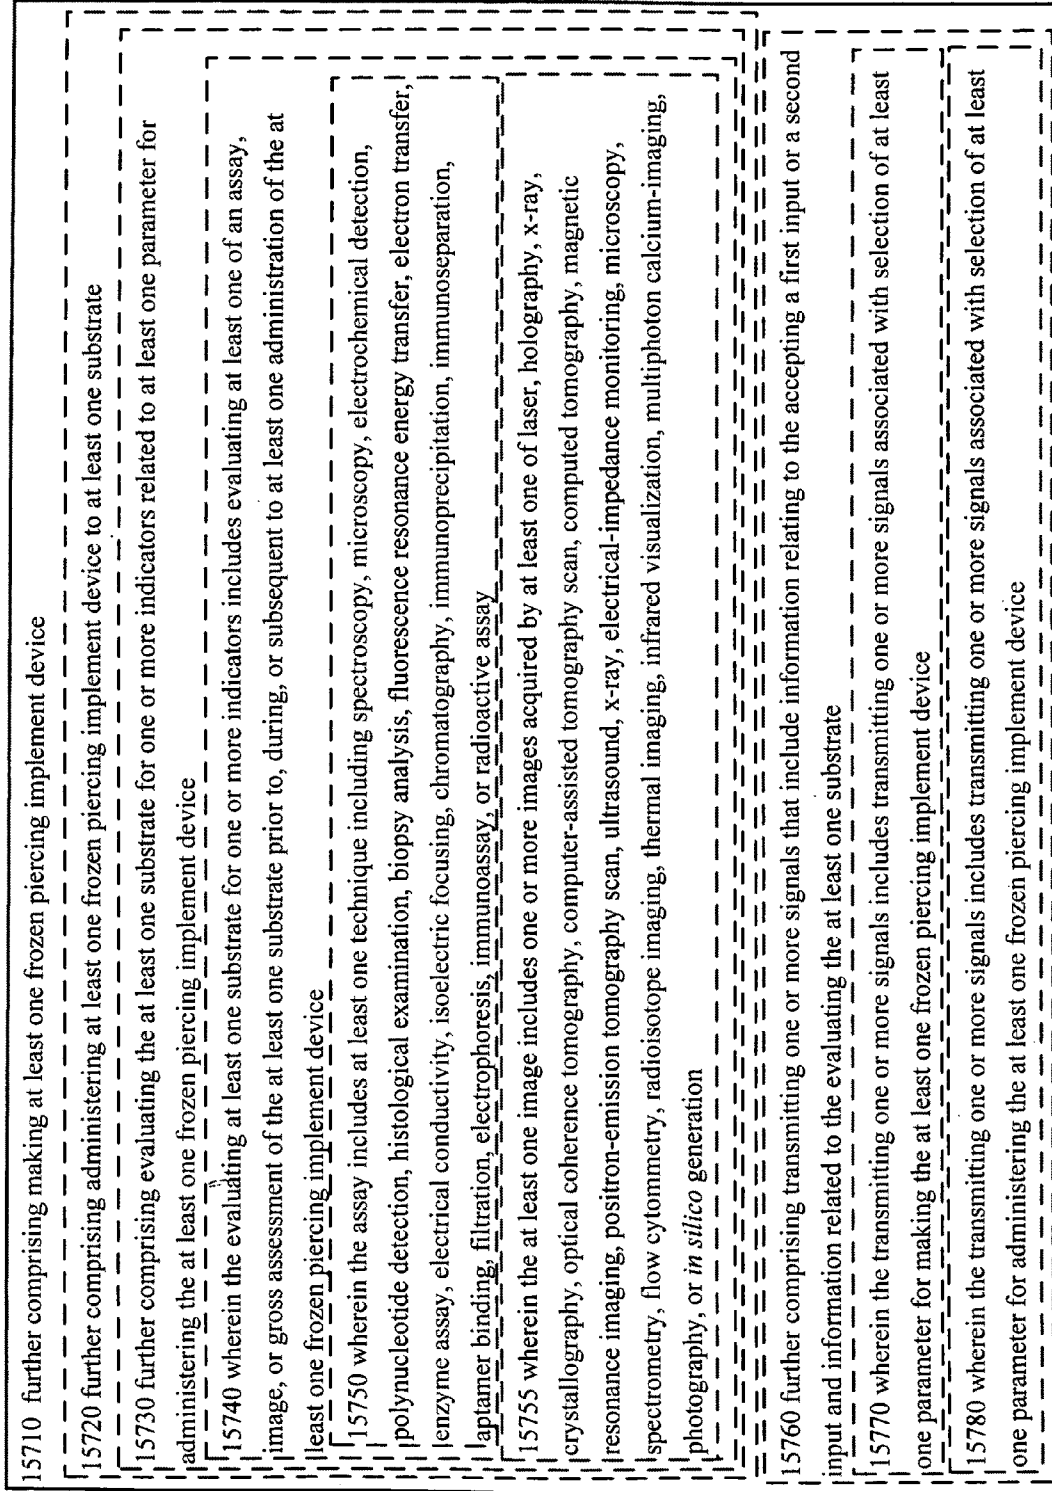 15710 further comprising making at least one frozen piercing implement device
15720 further comprising administering at least one frozen piercing implement device to at least one substrate
15730 further comprising evaluating the at least one substrate for one or more indicators related to at least one parameter for
administering the at least one frozen piercing implement device
15740 wherein the evaluating at least one substrate for one or more indicators includes evaluating at least one of an assay,
image, or gross assessment of the at least one substrate prior to, during, or subsequent to at least one administration of the at
least one frozen piercing implement device
15750 wherein the assay includes at least one technique including spectroscopy, microscopy, electrochemical detection,
polynucleotide detection, histological examination, biopsy analysis, fluorescence resonance energy transfer, electron transfer,
enzyme assay, electrical conductivity, isoelectric focusing, chromatography, immunoprecipitation, immunoseparation,
aptamer binding, filtration, electrophoresis, immunoassay, or radioactive assay
15755 wherein the at least one image includes one or more images acquired by at least one of laser, holography, x-ray,
crystallography, optical coherence tomography, computer-assisted tomography scan, computed tomography, magnetic
resonance imaging, positron-emission tomography scan, ultrasound, x-ray, electrical-impedance monitoring, microscopy,
spectrometry, flow cytommetry, radioisotope imaging, thermal imaging, infrared visualization, multiphoton calcium-imaging,
photography, or in silico generation
15760 further comprising transmitting one or more signals that include information relating to the accepting a first input or a second
input and information related to the evaluating the at least one substrate
15770 wherein the transmitting one or more signals includes transmitting one or more signals associated with selection of at least
one parameter for making the at least one frozen piercing implement device
15780 wherein the transmitting one or more signals includes transmitting one or more signals associated with selection of at least
one parameter for administering the at least one frozen piercing implement device